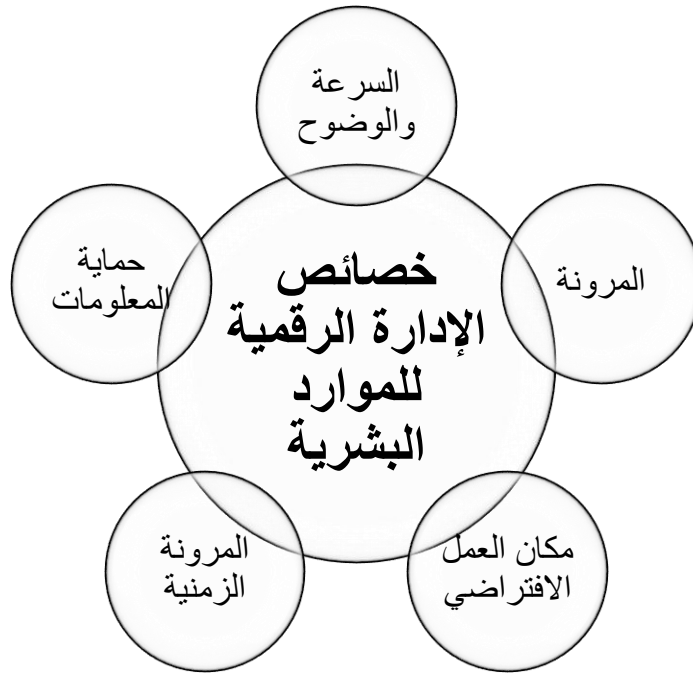 السرعة
والوضوح
خصائص
الإدارة الرقمية
للموارد
البشرية
المرونة
مكان العمل
الافتراضي
المرونة
الزمنية
حماية
المعلومات